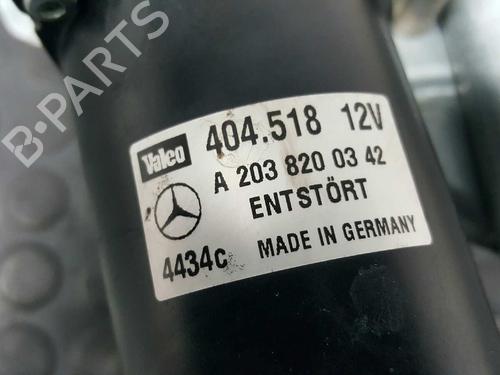 Valeo 404.518 12V
A 203 820 03 42
ENTSTÖRT
4434c MADE IN GERMANY
B-PARTS